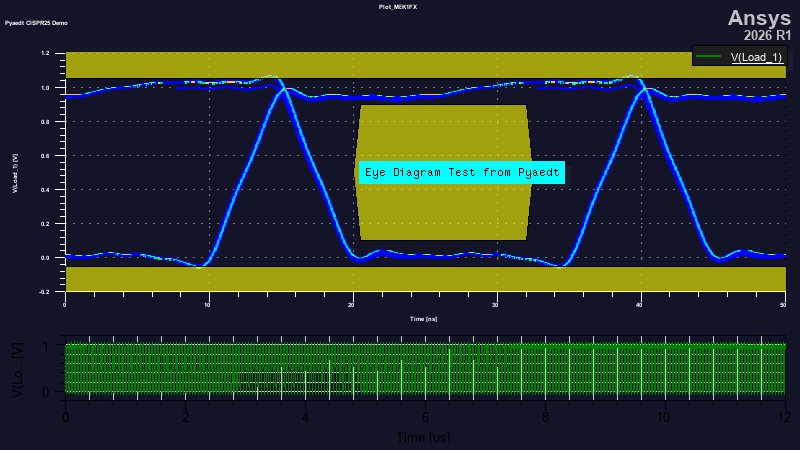 Plot_MEK1FX
Pyaedt CISPR25 Demo
Ansys
2026 R1
V(Load_1)
1.2
1.0
0.8
0.6
0.4
0.2
0.0
-0.2
V(Load_1) [V]
Eye Diagram Test from Pyaedt
0 10 20 30 40 50
Time [ns]
1
0
V(Lo...[V]
0 2 4 6 8 10 12
Time [us]